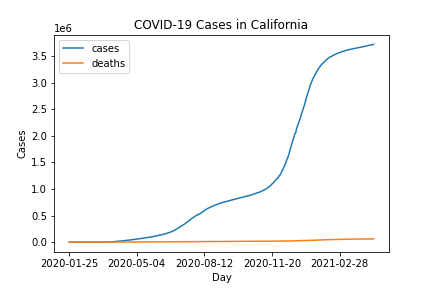 COVID-19 Cases in California
1e6
cases
deaths
3.5
3.0
2.5
2.0
1.5
1.0
0.5
0.0
Cases
2020-01-25 2020-05-04 2020-08-12 2020-11-20 2021-02-28
Day